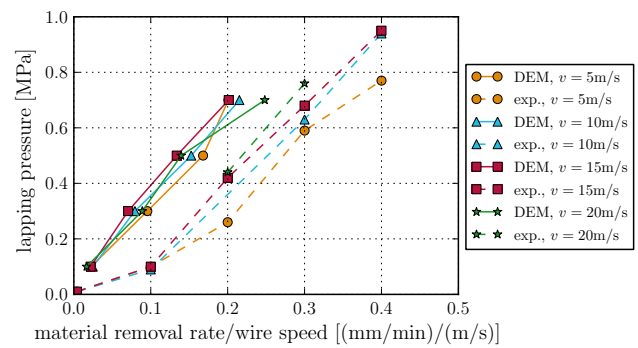 lapping pressure [MPa]
1.0
0.8
0.6
0.4
0.2
0.0
0.0 0.1 0.2 0.3 0.4 0.5
material removal rate/wire speed [(mm/min)/(m/s)]
DEM, v = 5m/s
exp., v = 5m/s
DEM, v = 10m/s
exp., v = 10m/s
DEM, v = 15m/s
exp., v = 15m/s
DEM, v = 20m/s
exp., v = 20m/s